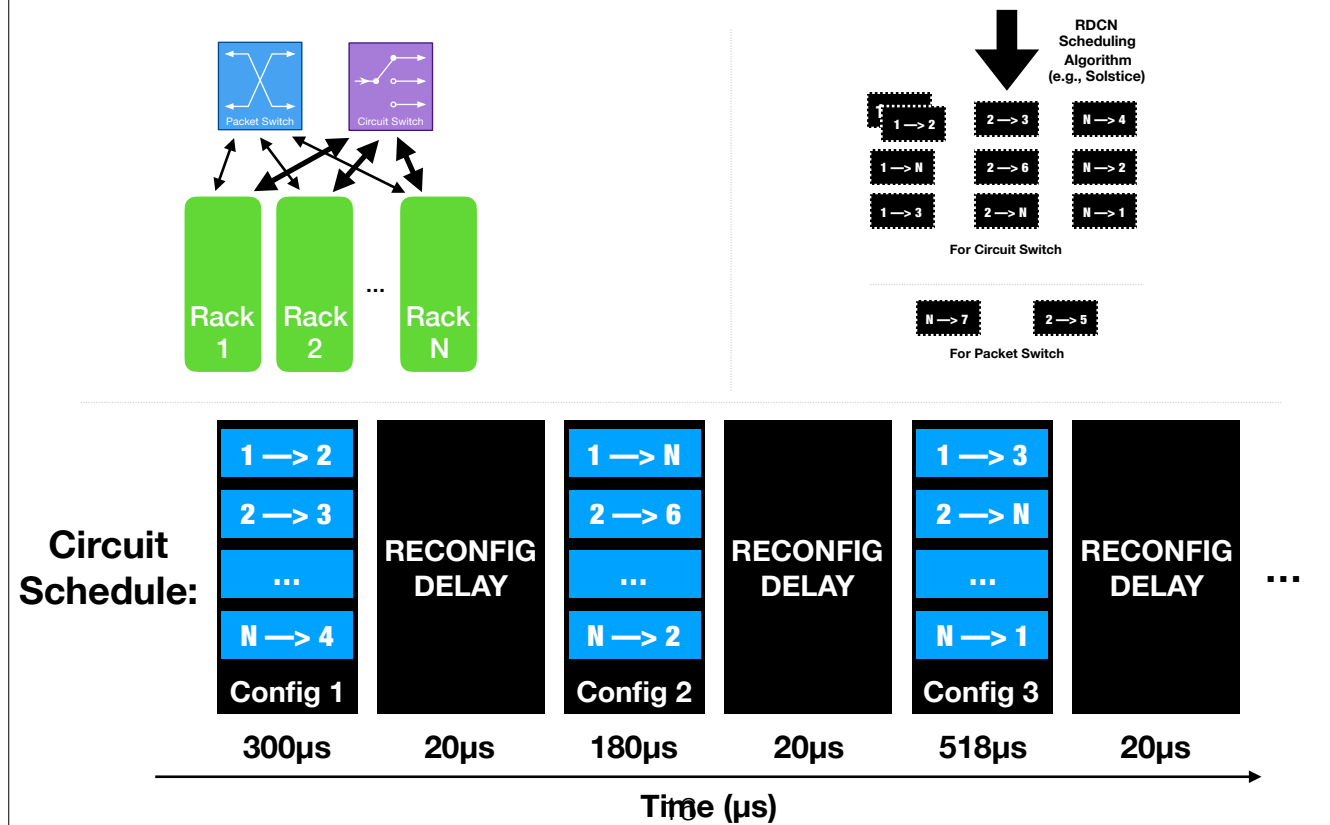 Packet Switch
Circuit Switch
Rack
1
Rack
2
...
Rack
N
RDCN
Scheduling
Algorithm
(e.g., Solstice)
1 —> 2
2 —> 3
N —> 4
1 —> N
2 —> 6
N —> 2
1 —> 3
2 —> N
N —> 1
For Circuit Switch
N —> 7
2 —> 5
For Packet Switch
Circuit
Schedule:
1 —> 2
2 —> 3
...
N —> 4
Config 1
RECONFIG
DELAY
1 —> N
2 —> 6
...
N —> 2
Config 2
RECONFIG
DELAY
1 —> 3
2 —> N
...
N —> 1
Config 3
RECONFIG
DELAY
...
300µs
20µs
180µs
20µs
518µs
20µs
Time (µs)